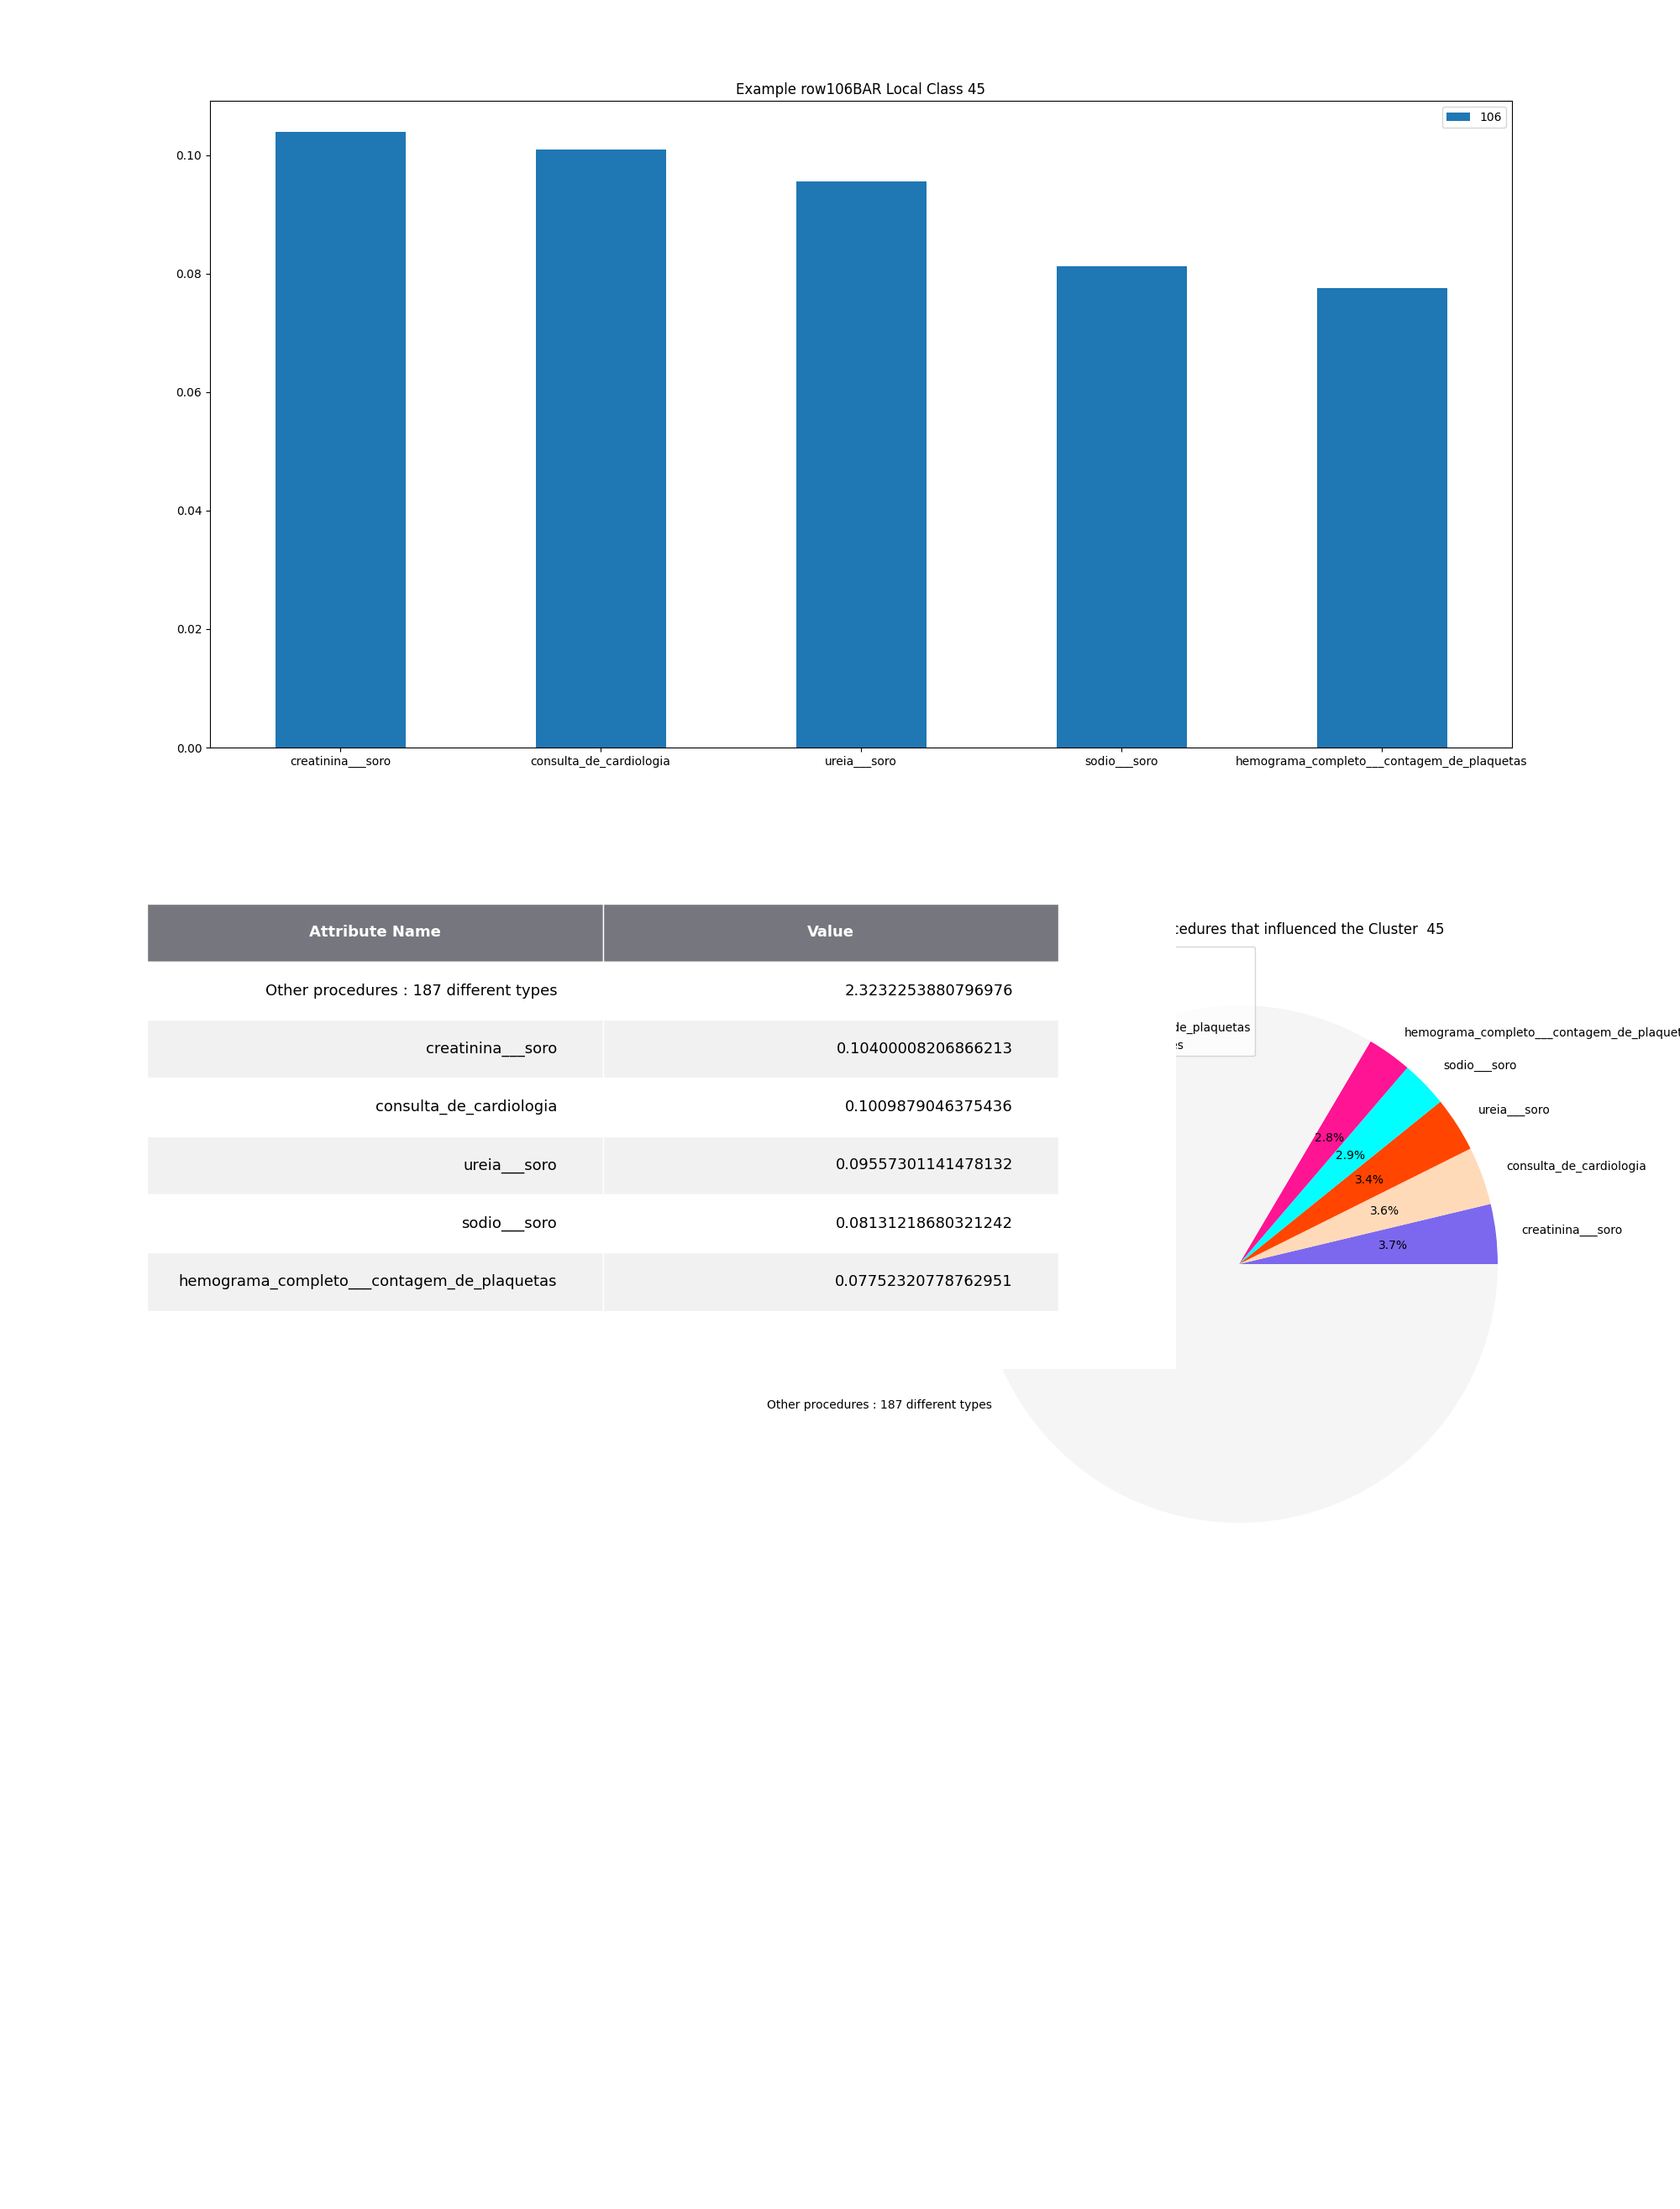 Example row106BAR Local Class 45
106
0.10
0.08
0.06
0.04
0.02
0.00
creatinina___soro
consulta_de_cardiologia
ureia___soro
sodio___soro
hemograma_completo___contagem_de_plaquetas
Attribute Name Value
Other procedures : 187 different types 2.3232253880796976
creatinina___soro 0.10400008206866213
consulta_de_cardiologia 0.1009879046375436
ureia___soro 0.09557301141478132
sodio___soro 0.08131218680321242
hemograma_completo___contagem_de_plaquetas 0.07752320778762951
cedures that influenced the Cluster  45
de_plaquetas
es
hemograma_completo___contagem_de_plaquet
sodio___soro
ureia___soro
consulta_de_cardiologia
creatinina___soro
2.8%
2.9%
3.4%
3.6%
3.7%
Other procedures : 187 different types